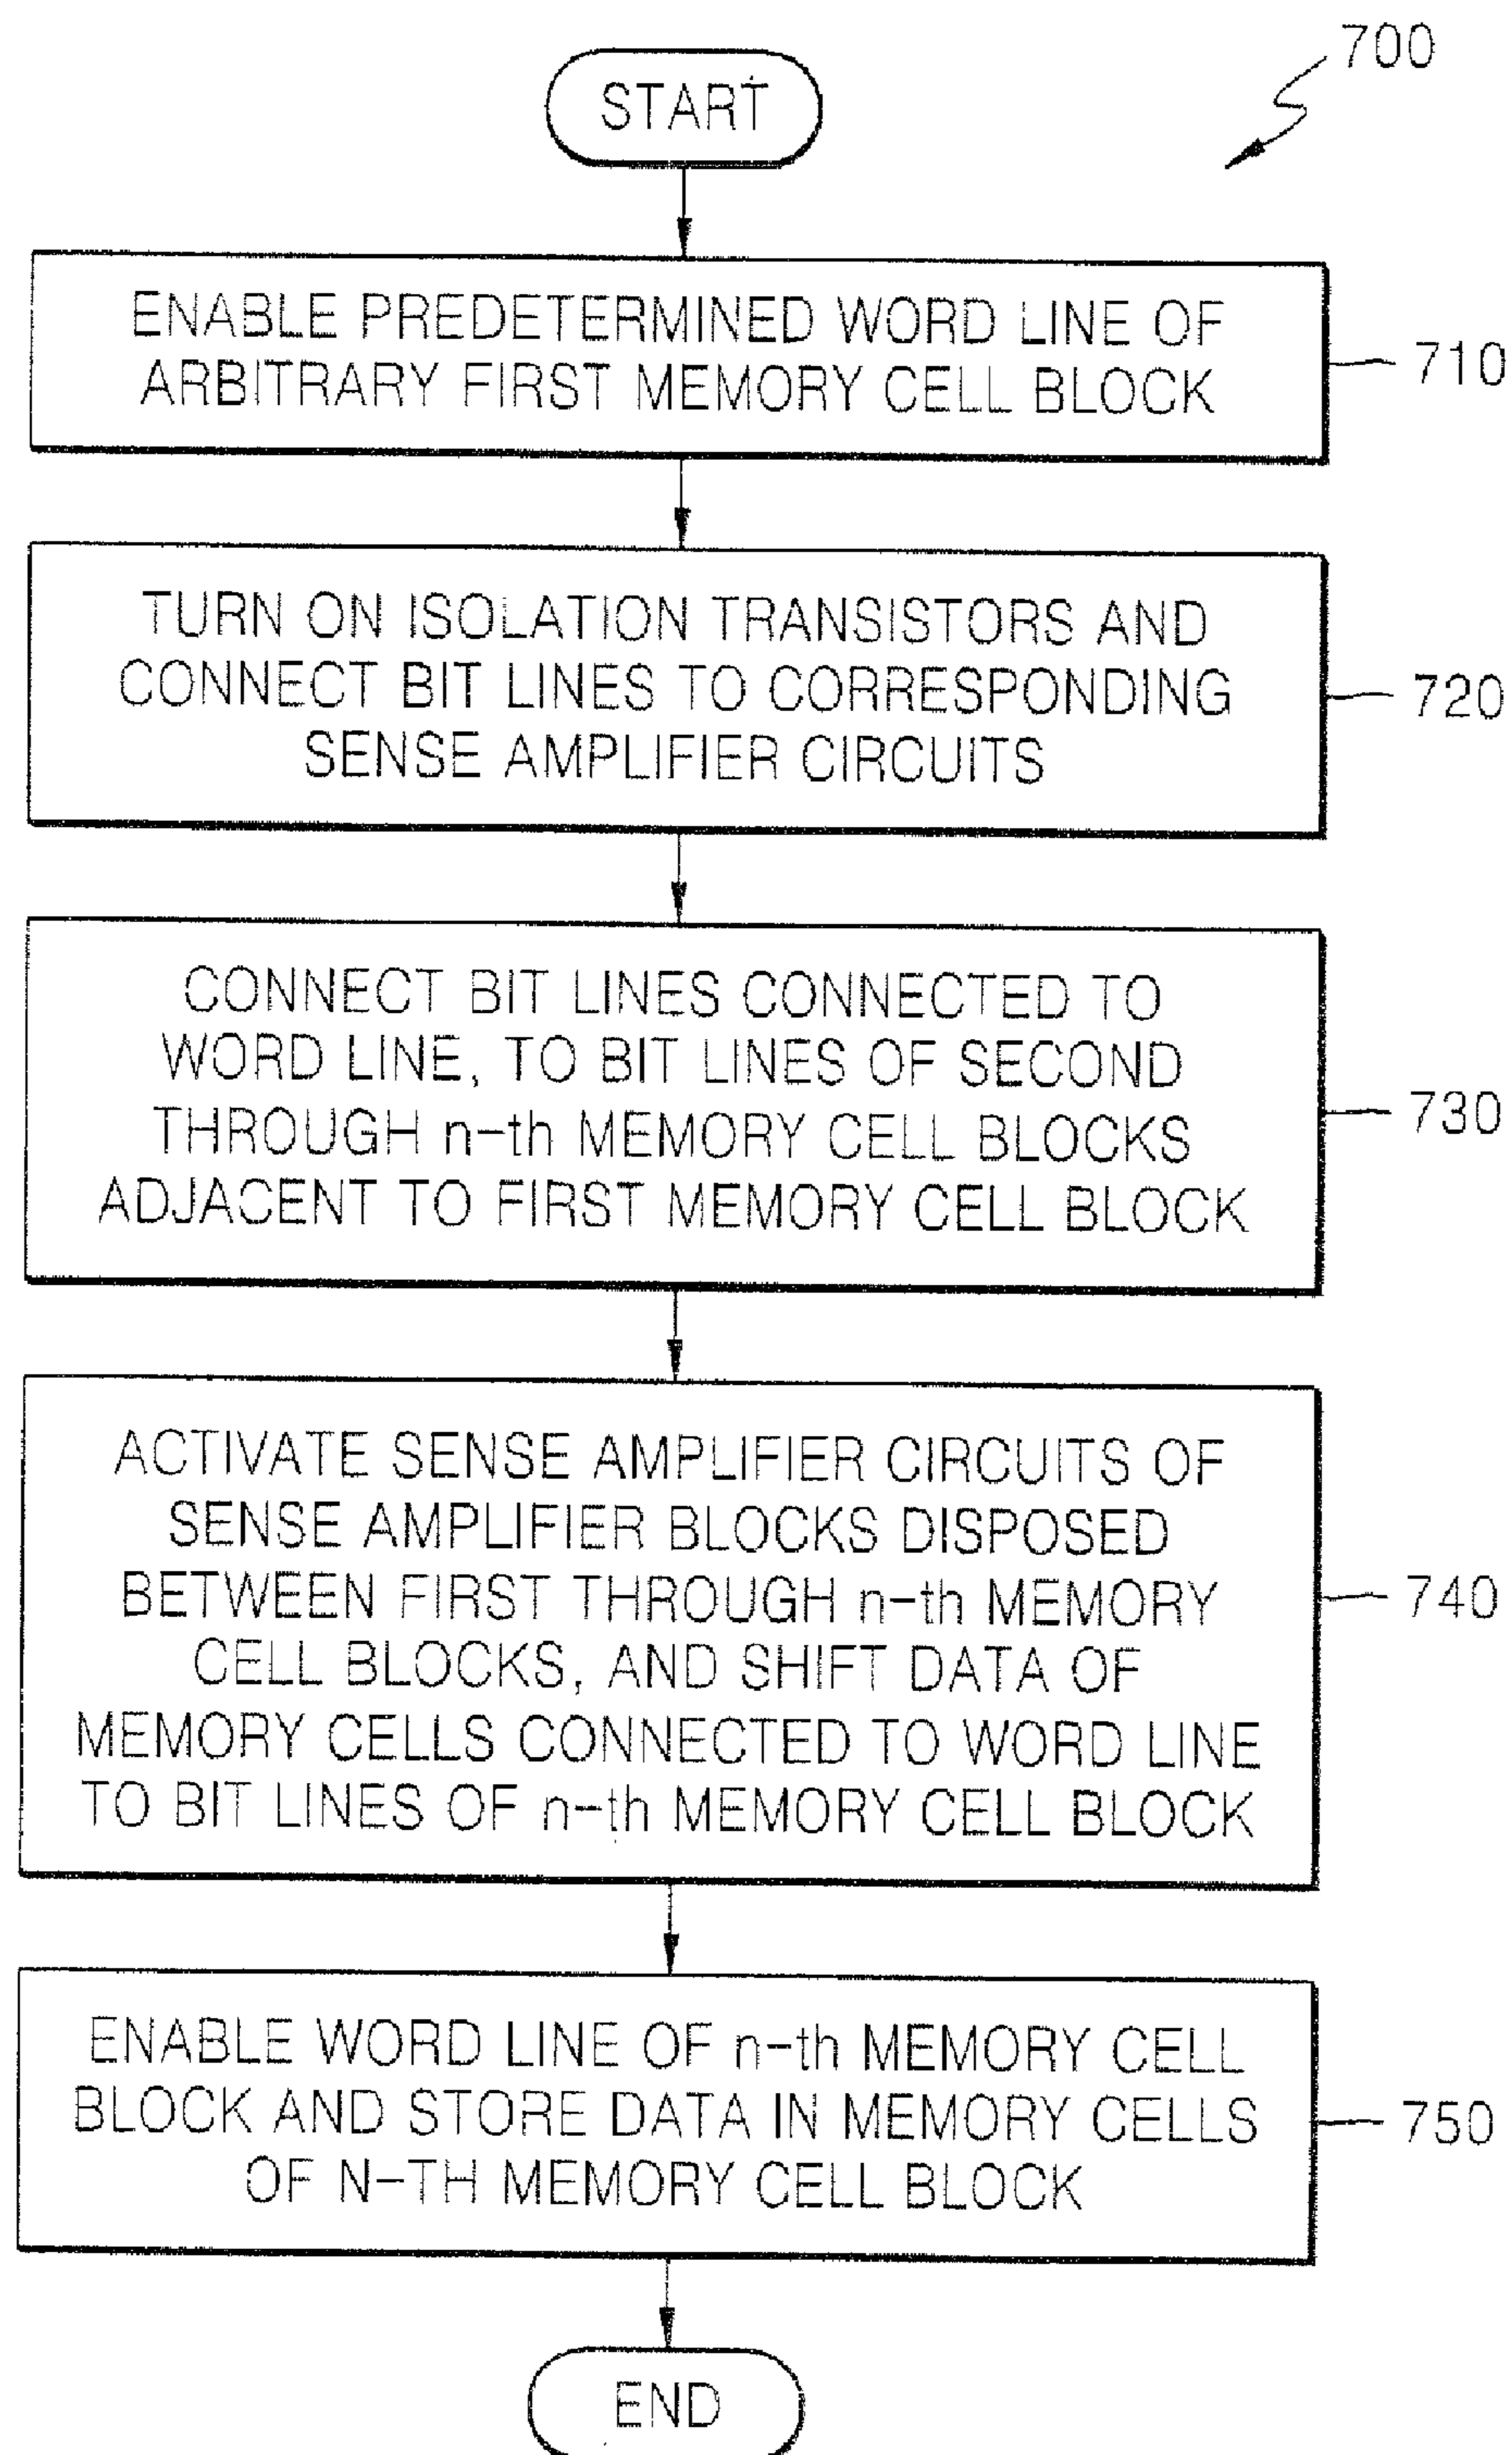 700
START
ENABLE PREDETERMINED WORD LINE OF
ARBITRARY FIRST MEMORY CELL BLOCK
710
TURN ON ISOLATION TRANSISTORS AND
CONNECT BIT LINES TO CORRESPONDING
SENSE AMPLIFIER CIRCUITS
720
CONNECT BIT LINES CONNECTED TO
WORD LINE, TO BIT LINES OF SECOND
THROUGH n-th MEMORY CELL BLOCKS
ADJACENT TO FIRST MEMORY CELL BLOCK
730
ACTIVATE SENSE AMPLIFIER CIRCUITS OF
SENSE AMPLIFIER BLOCKS DISPOSED
BETWEEN FIRST THROUGH n-th MEMORY
CELL BLOCKS, AND SHIFT DATA OF
MEMORY CELLS CONNECTED TO WORD LINE
TO BIT LINES OF n-th MEMORY CELL BLOCK
740
ENABLE WORD LINE OF n-th MEMORY CELL
BLOCK AND STORE DATA IN MEMORY CELLS
OF N-TH MEMORY CELL BLOCK
750
END